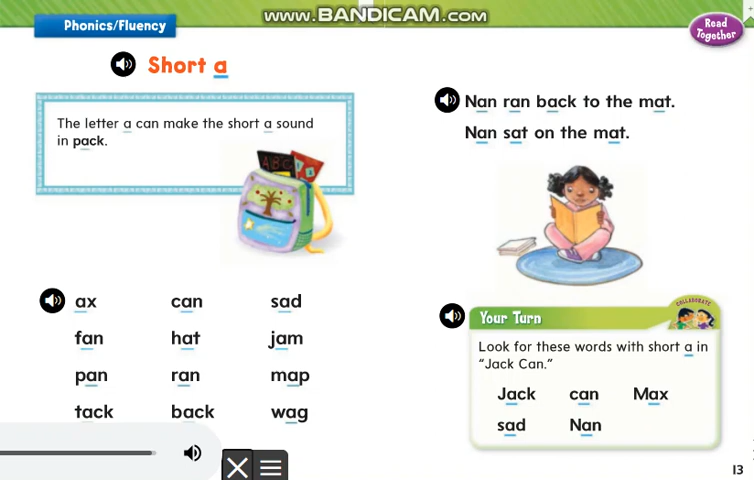 www.BANDICAM.com
Phonics/Fluency
Read
Together
Short a
The letter a can make the short a sound
in pack.
ABC
ax can sad
fan hat jam
pan ran map
tack back wag
Nan ran back to the mat.
Nan sat on the mat.
COLLABORATE
Your Turn
Look for these words with short a in
“Jack Can.”
Jack can Max
sad Nan
13